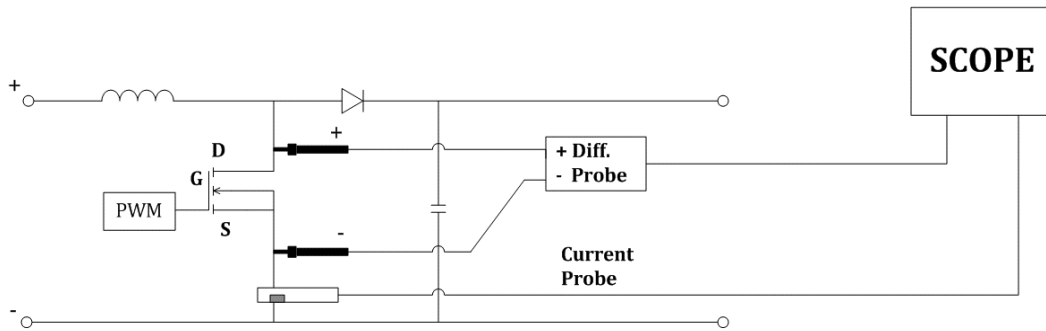 SCOPE
+
+
D
+ Diff.
- Probe
G
PWM
S
-
Current
Probe
-